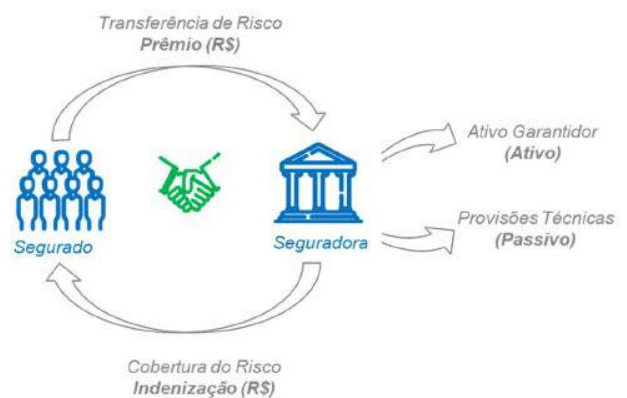 Transferência de Risco
Prêmio (R$)
Ativo Garantidor
(Ativo)
Segurado
Seguradora
Provisões Técnicas
(Passivo)
Cobertura do Risco
Indenização (R$)